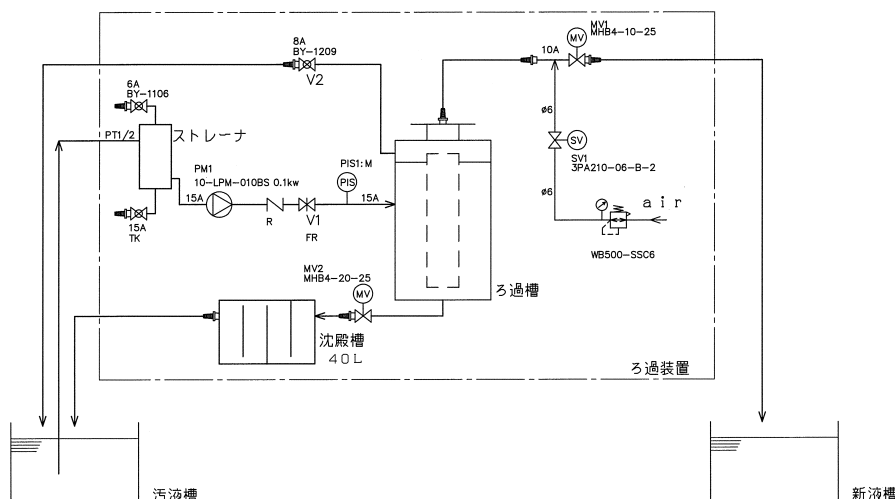 8A
BY-1209
V2
6A
BY-1106
PT1/2
ストレーナ
15A
TK
PM1
10-LPM-010BS 0.1kw
15A
R
V1
FR
PIS1:M
PIS
15A
MV2
MHB4-20-25
MV
沈殿槽
40L
ろ過槽
10A
MV1
MHB4-10-25
MV
ø6
SV
SV1
3PA210-06-B-2
ø6
air
WB500-SSC6
ろ過装置
汚液槽
新液槽